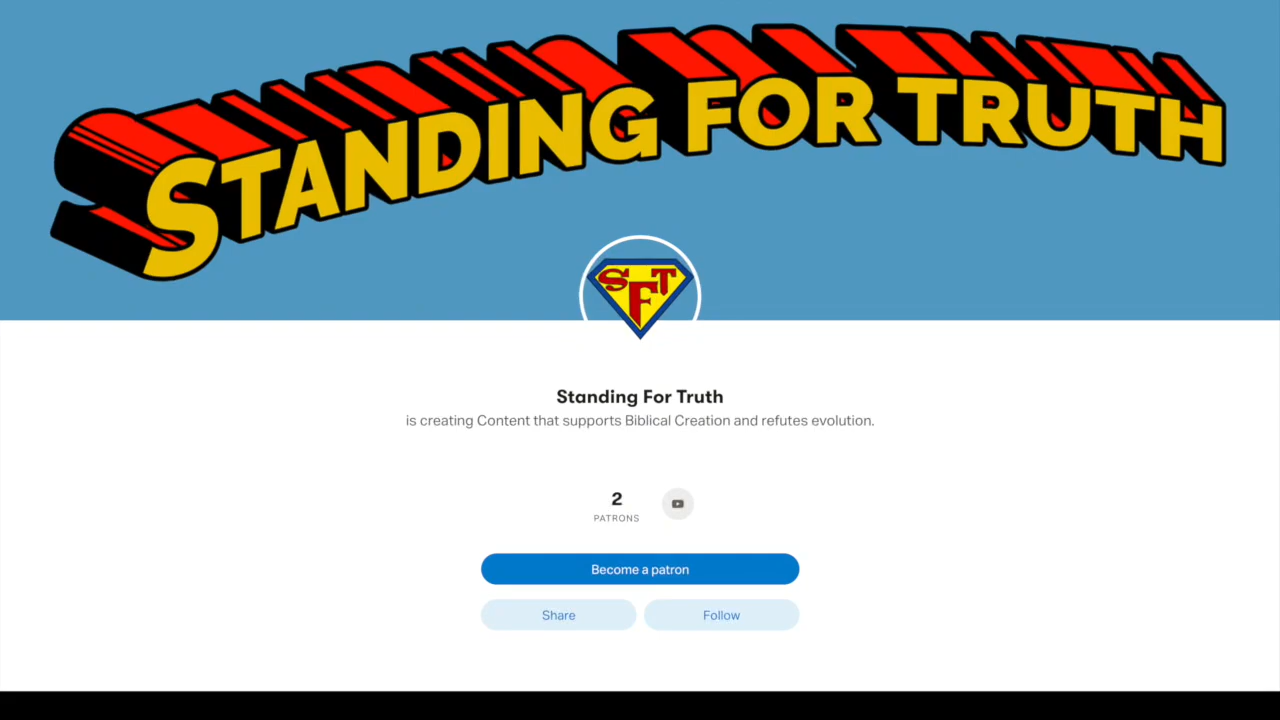 STANDING FOR TRUTH
SFT
Standing For Truth
is creating Content that supports Biblical Creation and refutes evolution.
2
PATRONS
Become a patron
Share
Follow